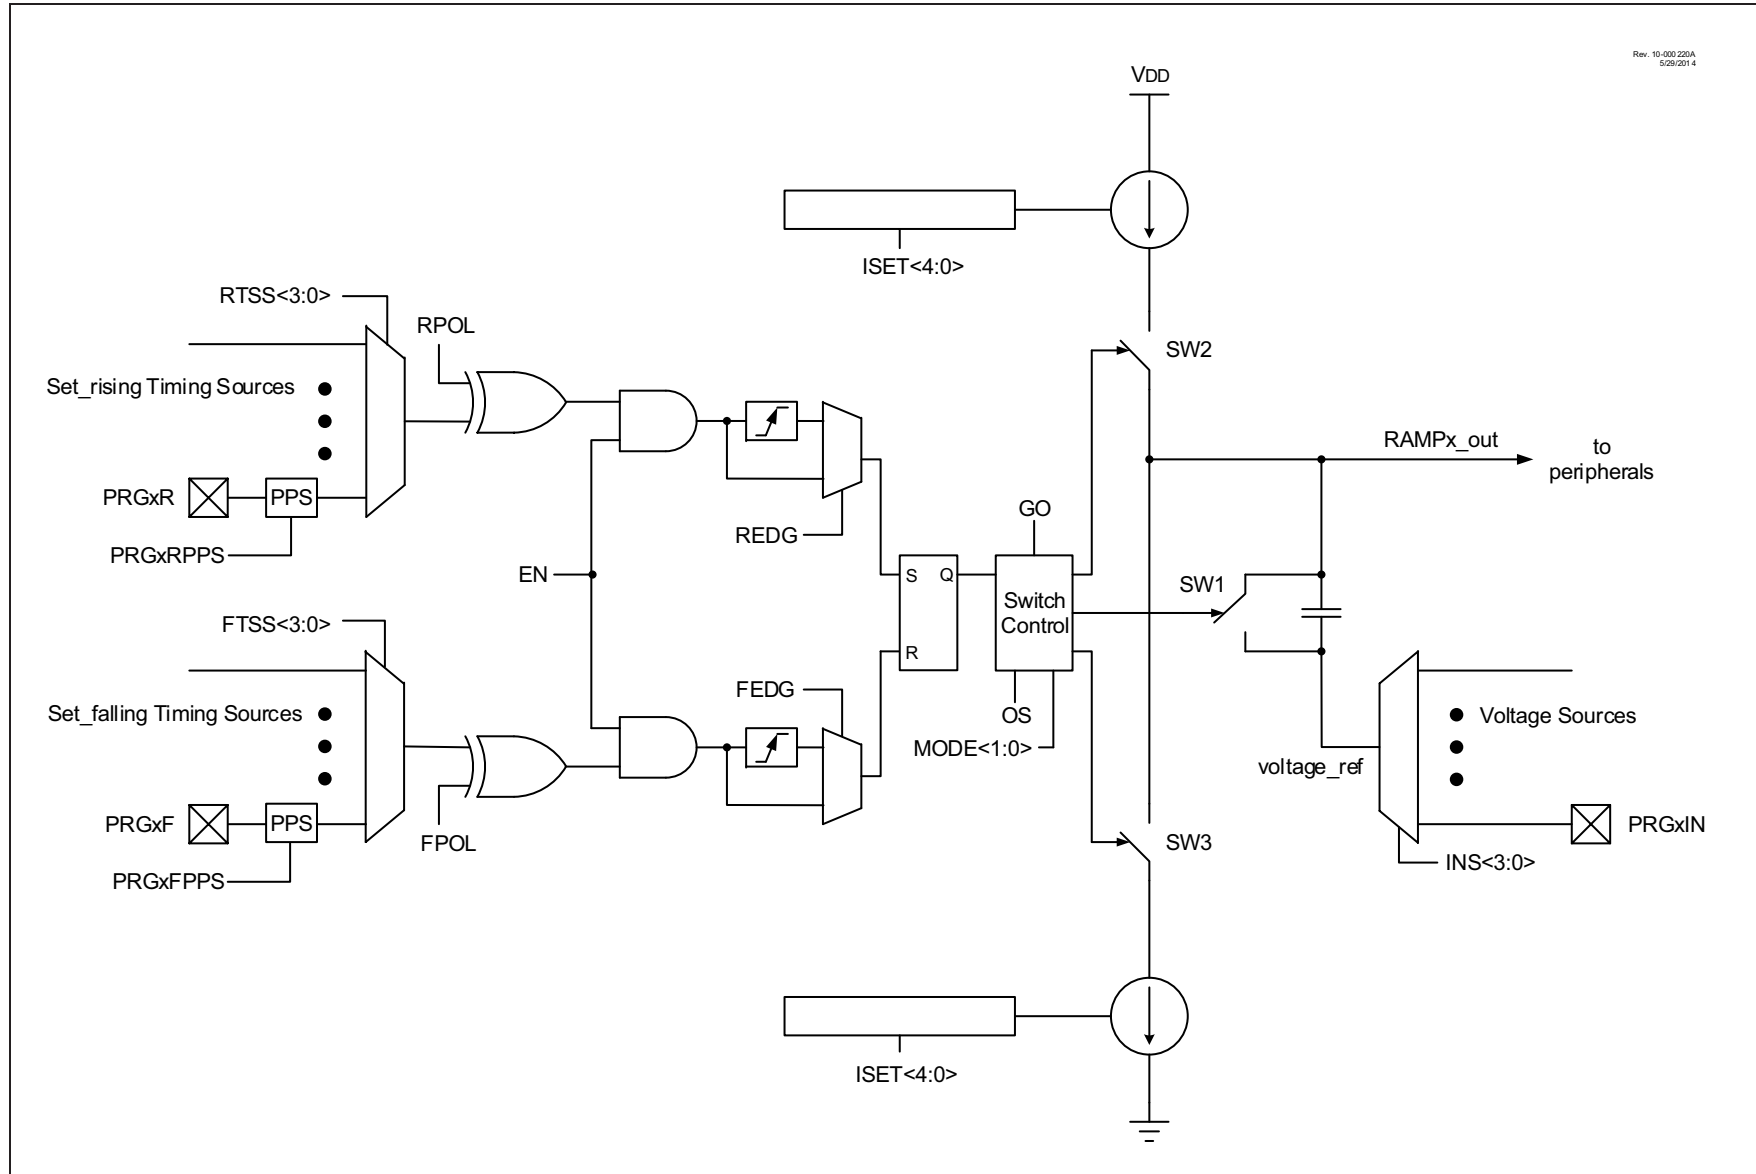 Rev. 10-000 220A
5/29/201 4
VDD
ISET<4:0>
RTSS<3:0>
RPOL
SW2
Set_rising Timing Sources
RAMPx_out
to
peripherals
PRGxR
PPS
GO
REDG
PRGxRPPS
EN
S
Q
SW1
Switch
Control
FTSS<3:0>
R
FEDG
OS
Set_falling Timing Sources
Voltage Sources
MODE<1:0>
voltage_ref
PRGxF
PPS
PRGxIN
FPOL
SW3
INS<3:0>
PRGxFPPS
ISET<4:0>